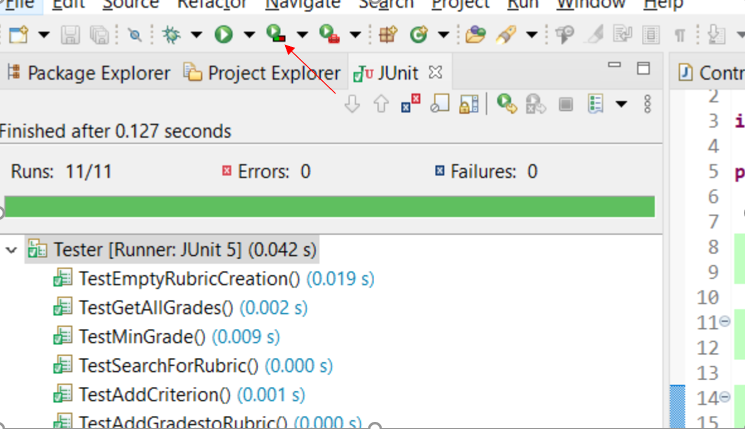 File Edit Source Refactor Navigate Search Project Run Window Help
Package Explorer Project Explorer JUnit Contr
Finished after 0.127 seconds
Runs: 11/11 Errors: 0 Failures: 0
Tester [Runner: JUnit 5] (0.042 s)
TestEmptyRubricCreation() (0.019 s)
TestGetAllGrades() (0.002 s)
TestMinGrade() (0.009 s)
TestSearchForRubric() (0.000 s)
TestAddCriterion() (0.001 s)
TestAddGradestoRubric() (0.000 s)
2
3 i
4
5 p
6
7
8
9
10
11
12
13
14
15